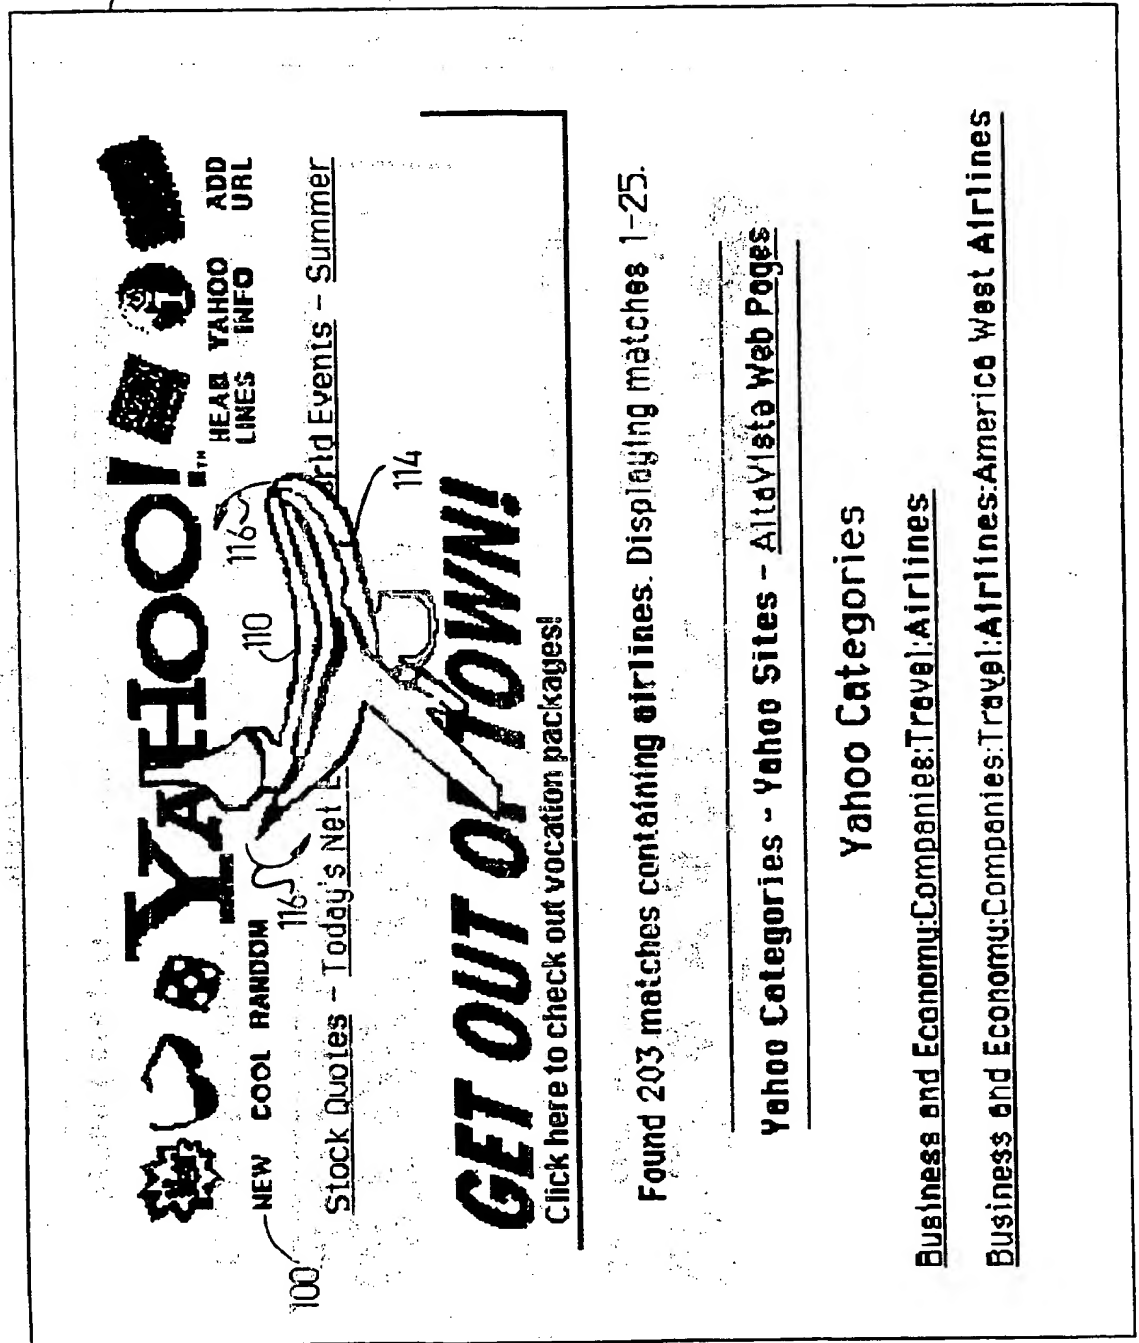 YAHOO! TM
NEW COOL RANDOM HEAD LINES YAHOO INFO ADD URL
100
116
110
116
114
Stock Quotes - Today's Net E rld Events - Summer
GET OUT OF TOWN!
Click here to check out vocation packages!
Found 203 matches containing airlines. Displaying matches 1-25.
Yahoo Categories - Yahoo Sites - AltaVista Web Pages
Yahoo Categories
Business and Economy:Companies:Travel:Airlines
Business and Economy:Companies:Travel:Airlines:America West Airlines